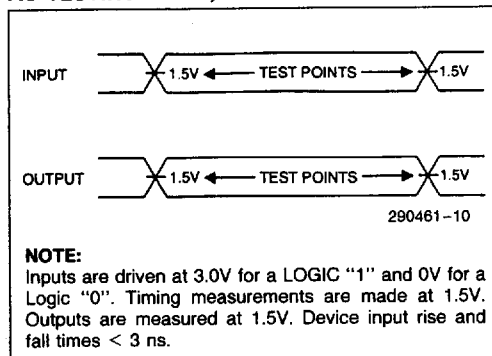 INPUT 1.5V TEST POINTS 1.5V
OUTPUT 1.5V TEST POINTS 1.5V
290461–10
NOTE:
Inputs are driven at 3.0V for a LOGIC "1" and 0V for a
Logic "0". Timing measurements are made at 1.5V.
Outputs are measured at 1.5V. Device input rise and
fall times < 3 ns.